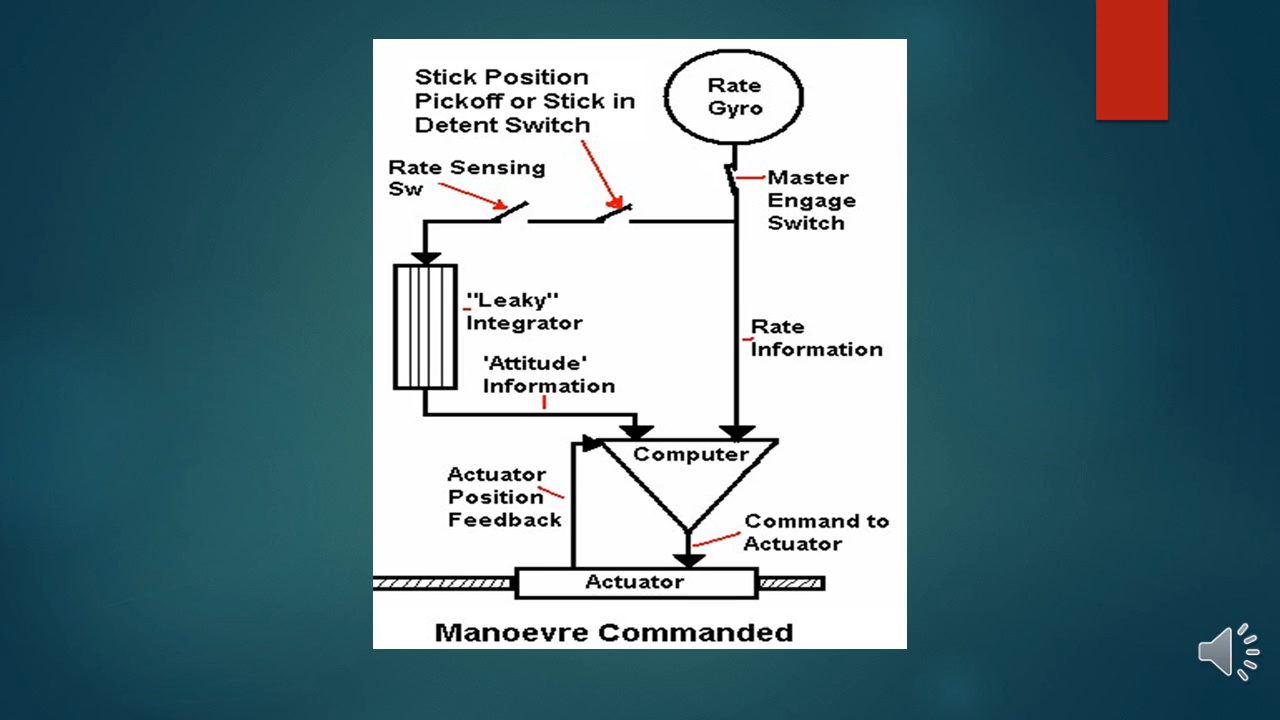 Stick Position
Pickoff or Stick in
Detent Switch
Rate
Gyro
Rate Sensing
Sw
Master
Engage
Switch
"Leaky"
Integrator
Rate
Information
'Attitude'
Information
Computer
Actuator
Position
Feedback
Command to
Actuator
Actuator
Manoevre Commanded